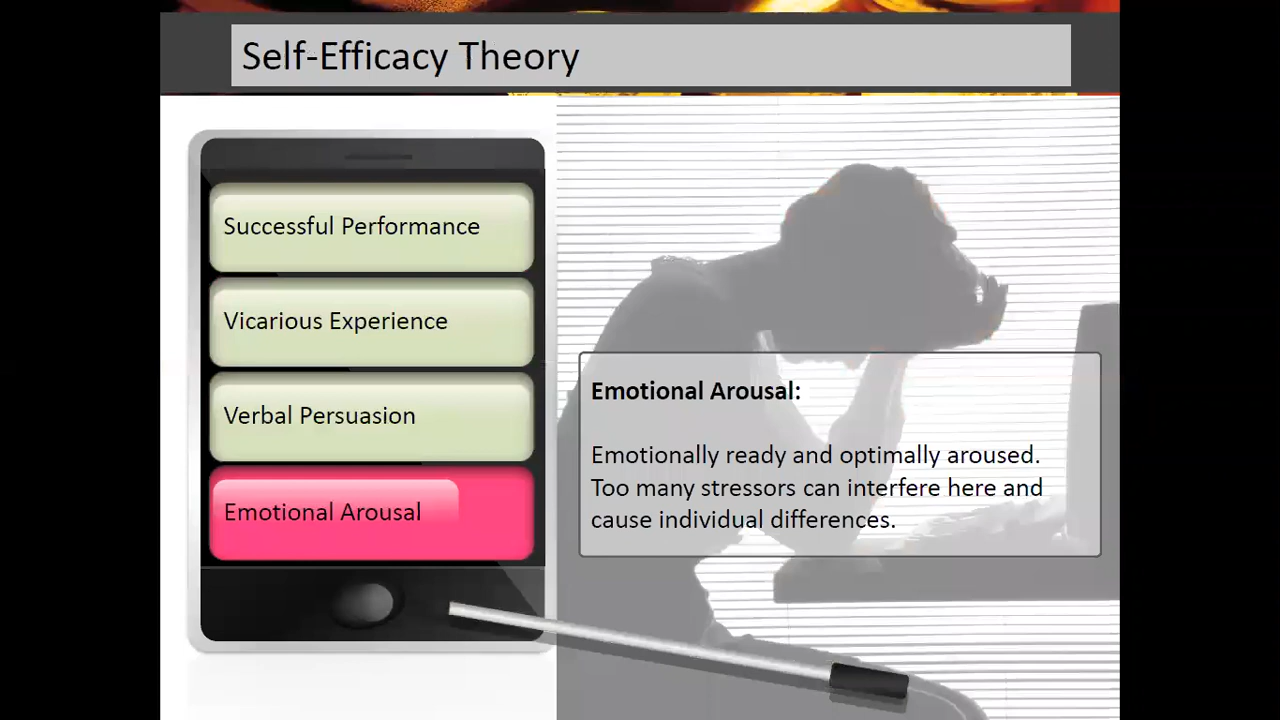 Self-Efficacy Theory
Successful Performance
Vicarious Experience
Verbal Persuasion
Emotional Arousal
Emotional Arousal:
Emotionally ready and optimally aroused.
Too many stressors can interfere here and
cause individual differences.